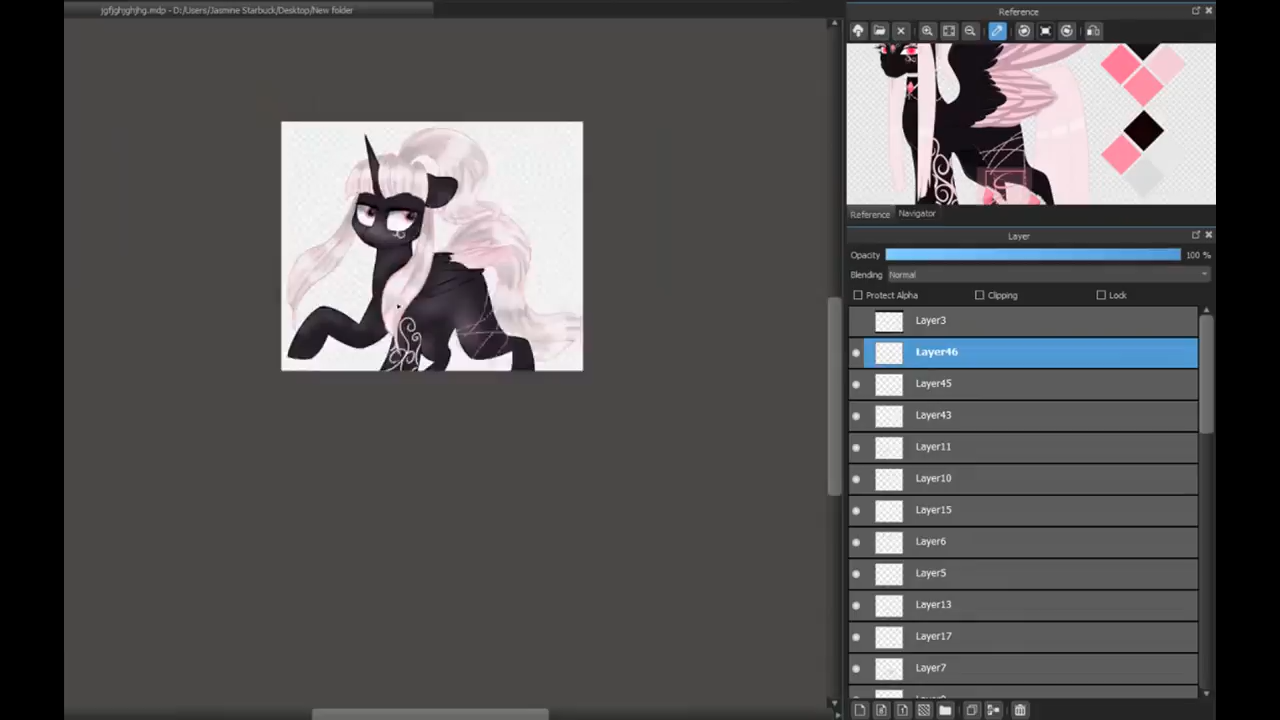 jgfjghjghjhg.mdp - D:/Users/Jasmine Starbuck/Desktop/New folder
Reference
Reference
Navigator
Layer
Opacity
100 %
Blending
Normal
Protect Alpha
Clipping
Lock
Layer3
Layer46
Layer45
Layer43
Layer11
Layer10
Layer15
Layer6
Layer5
Layer13
Layer17
Layer7